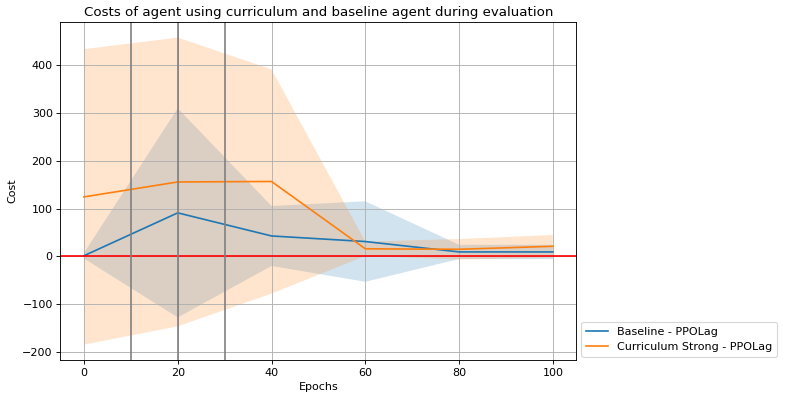 Costs of agent using curriculum and baseline agent during evaluation
Cost
400
300
200
100
0
−100
−200
0 20 40 60 80 100
Epochs
Baseline - PPOLag
Curriculum Strong - PPOLag